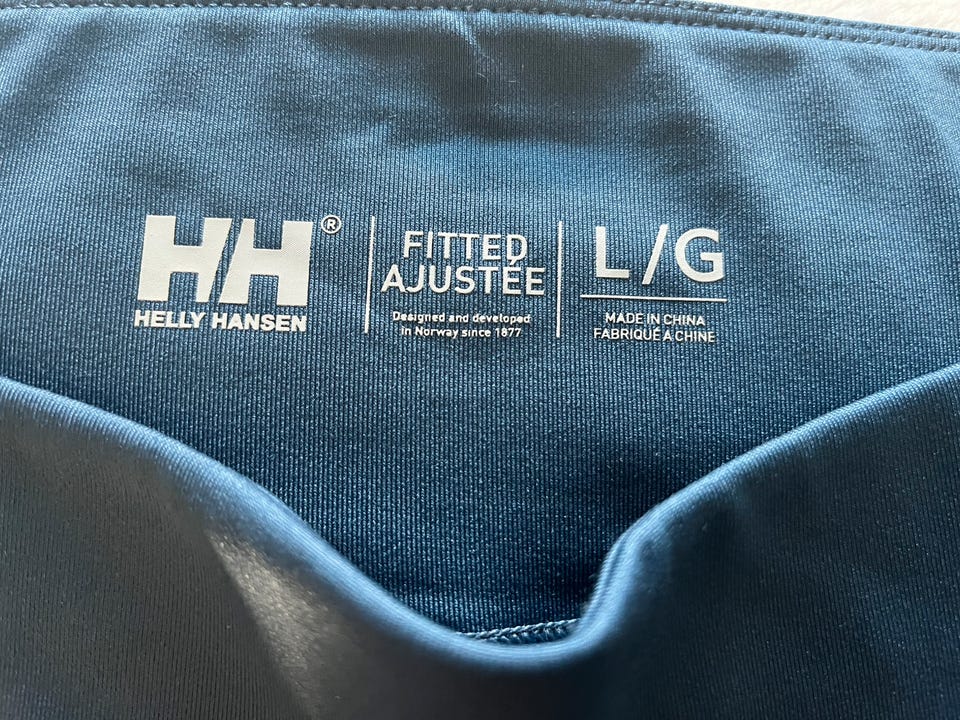 HH®
HELLY HANSEN
FITTED
AJUSTÉE
Designed and developed
in Norway since 1877
L/G
MADE IN CHINA
FABRIQUÉ A CHINE